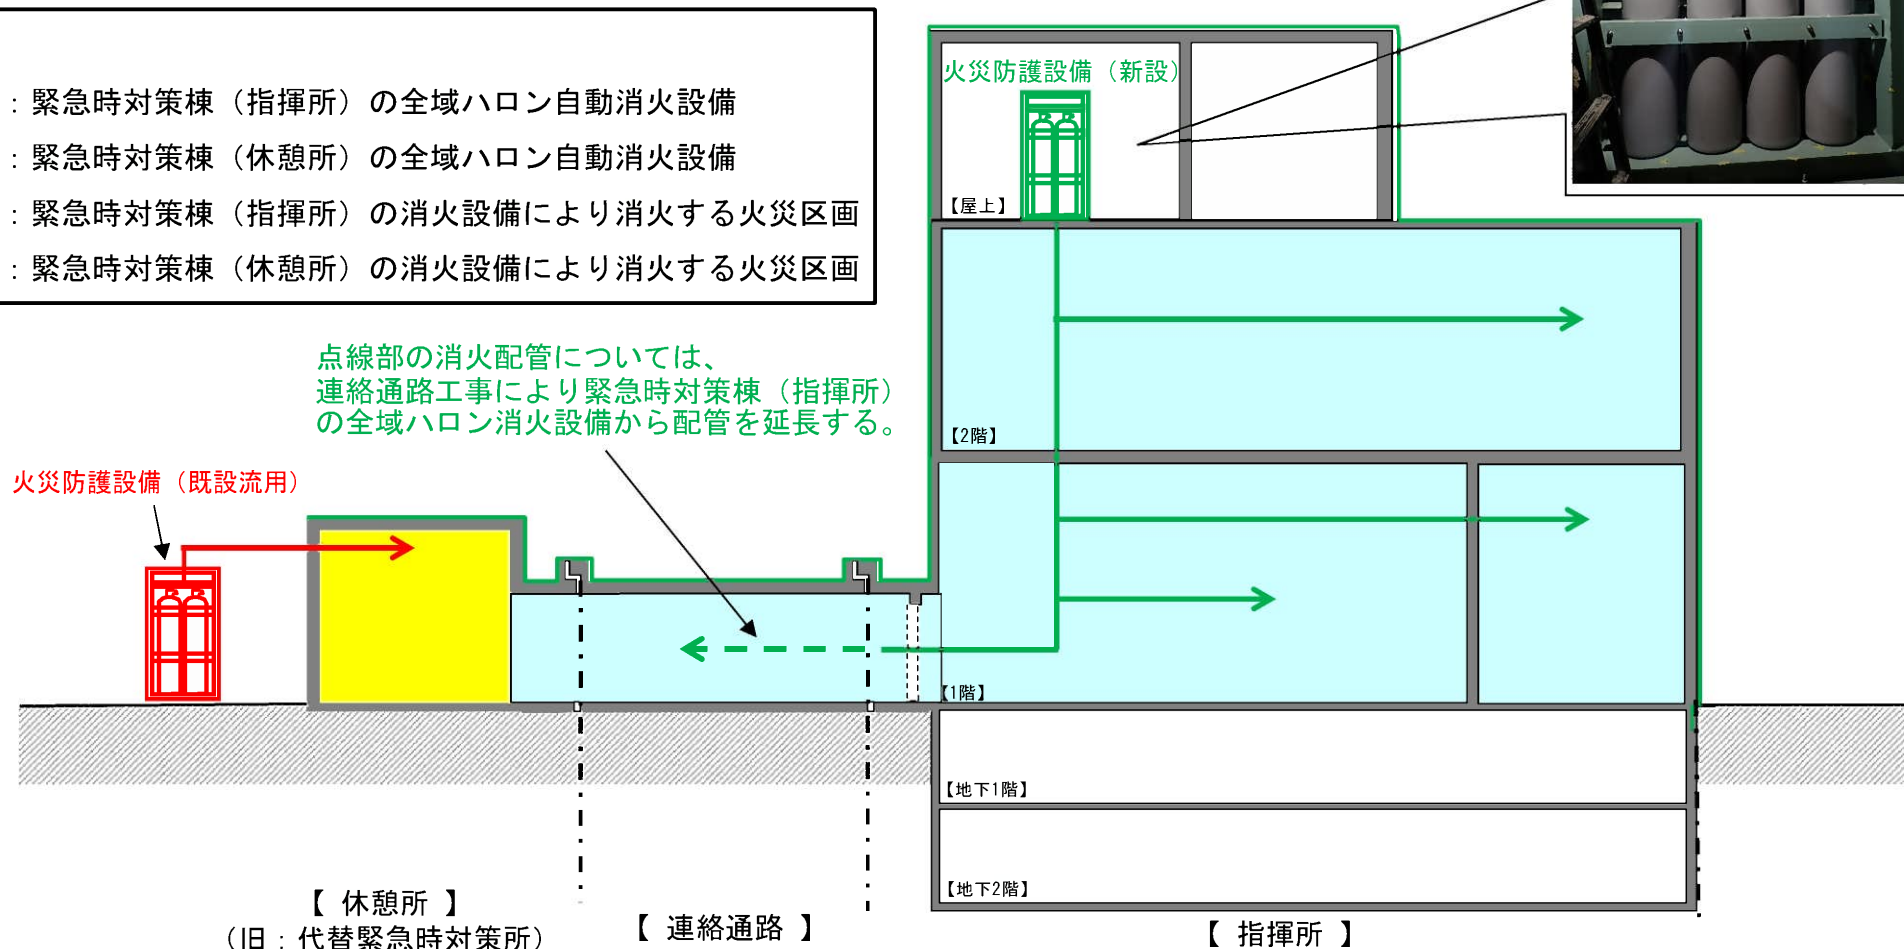 ：緊急時対策棟（指揮所）の全域ハロン自動消火設備
：緊急時対策棟（休憩所）の全域ハロン自動消火設備
：緊急時対策棟（指揮所）の消火設備により消火する火災区画
：緊急時対策棟（休憩所）の消火設備により消火する火災区画
火災防護設備（新設）
【屋上】
点線部の消火配管については、
連絡通路工事により緊急時対策棟（指揮所）
の全域ハロン消火設備から配管を延長する。
【2階】
火災防護設備（既設流用）
【1階】
【地下1階】
【地下2階】
【 休憩所 】
（旧：代替緊急時対策所）
【 連絡通路 】
【 指揮所 】